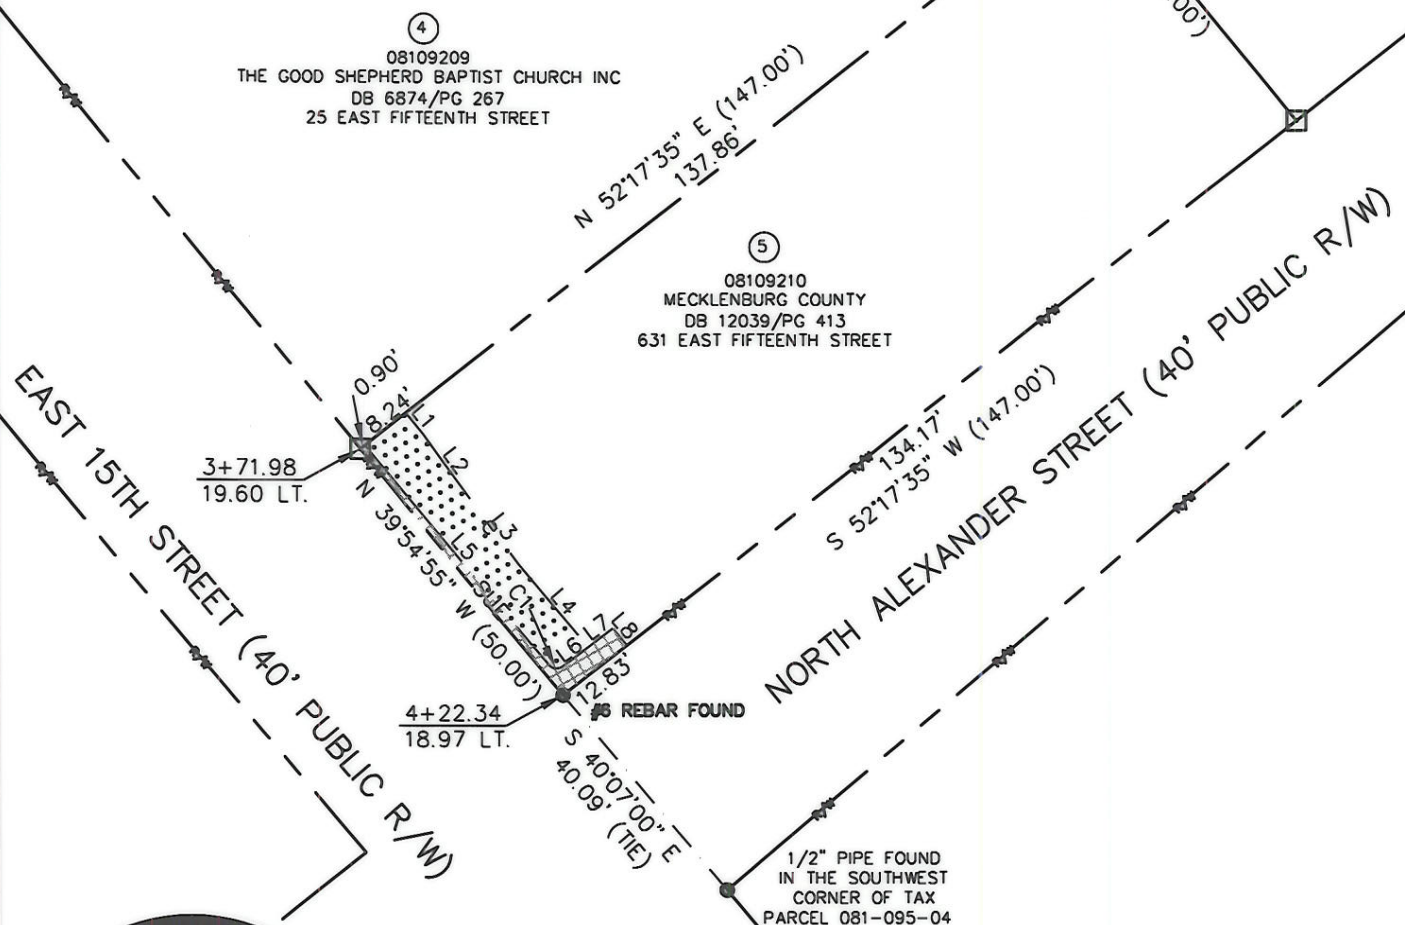 00')
4
08109209
THE GOOD SHEPHERD BAPTIST CHURCH INC
DB 6874/PG 267
25 EAST FIFTEENTH STREET
N 52°17'35" E (147.00')
137.86'
5
08109210
MECKLENBURG COUNTY
DB 12039/PG 413
631 EAST FIFTEENTH STREET
0.90'
8.24'
L1
L2
L3
L4
L5
SUE
C1
L6
L7
L8
3+71.98
19.60 LT.
N 39°54'55" W (50.00')
12.83'
4+22.34
18.97 LT.
#6 REBAR FOUND
134.17'
S 52°17'35" W (147.00')
NORTH ALEXANDER STREET (40' PUBLIC R/W)
EAST 15TH STREET (40' PUBLIC R/W)
S 40°07'00" E
40.09' (TIE)
1/2" PIPE FOUND
IN THE SOUTHWEST
CORNER OF TAX
PARCEL 081-095-04